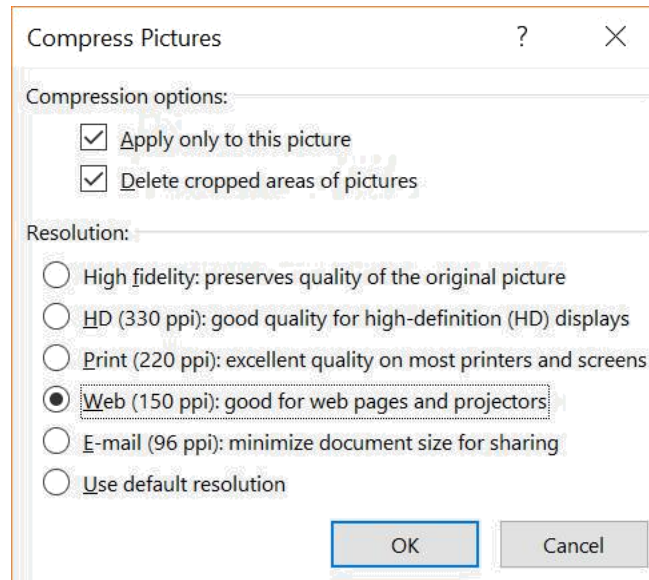 Compress Pictures ?
Compression options:
Apply only to this picture
Delete cropped areas of pictures
Resolution:
High fidelity: preserves quality of the original picture
HD (330 ppi): good quality for high-definition (HD) displays
Print (220 ppi): excellent quality on most printers and screens
Web (150 ppi): good for web pages and projectors
E-mail (96 ppi): minimize document size for sharing
Use default resolution
OK Cancel